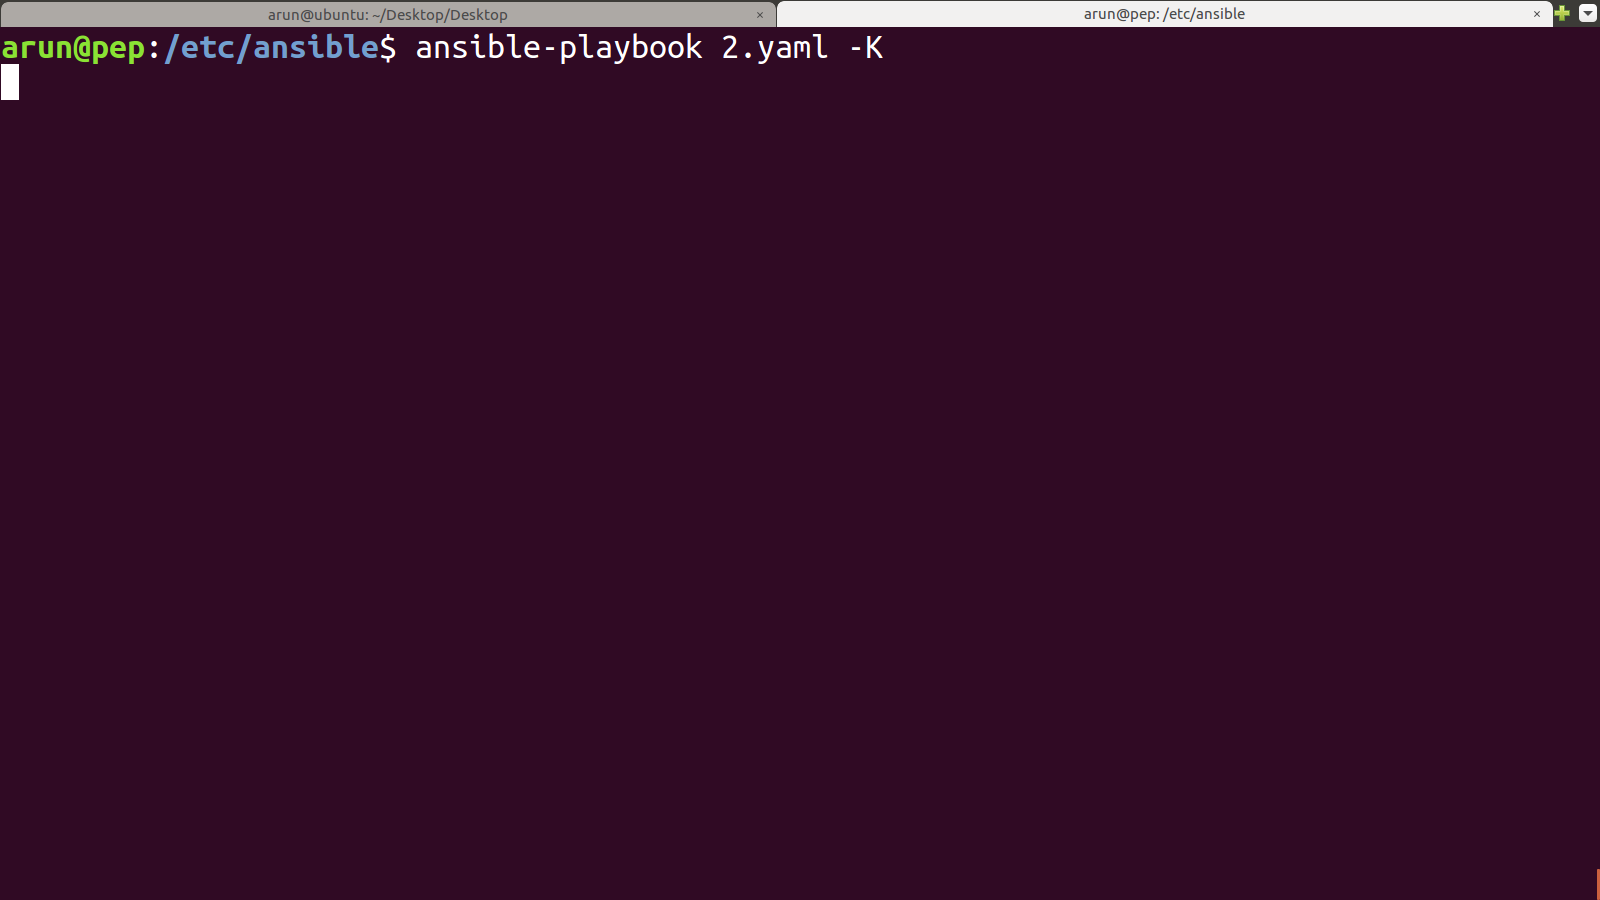 arun@ubuntu: ~/Desktop/Desktop × arun@pep: /etc/ansible ×
arun@pep:/etc/ansible$ ansible-playbook 2.yaml -K